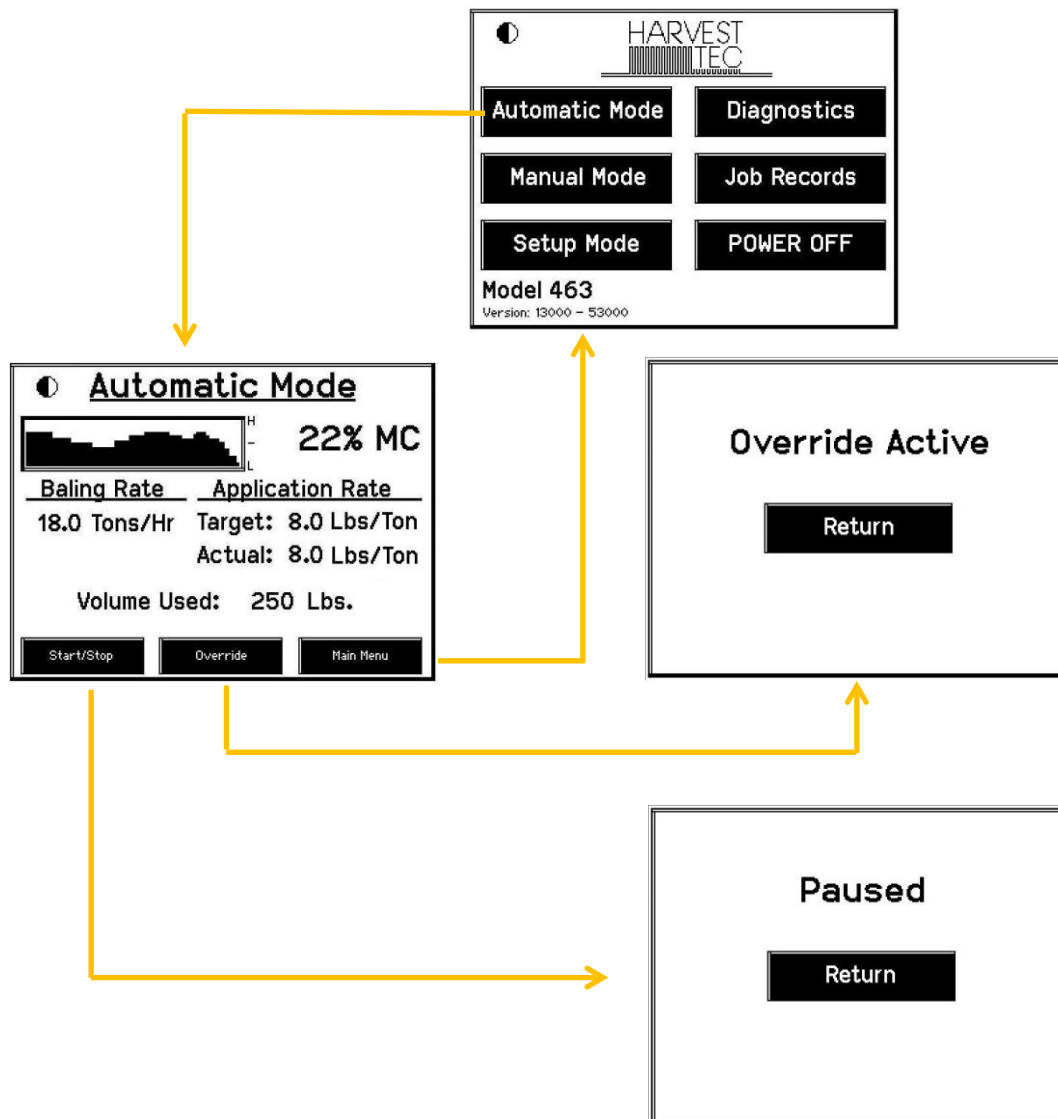 HARVEST
TEC
Automatic Mode
Diagnostics
Manual Mode
Job Records
Setup Mode
POWER OFF
Model 463
Version: 13000 - 53000
Automatic Mode
H
-
L
22% MC
Baling Rate
Application Rate
18.0 Tons/Hr
Target: 8.0 Lbs/Ton
Actual: 8.0 Lbs/Ton
Volume Used: 250 Lbs.
Start/Stop
Override
Main Menu
Override Active
Return
Paused
Return